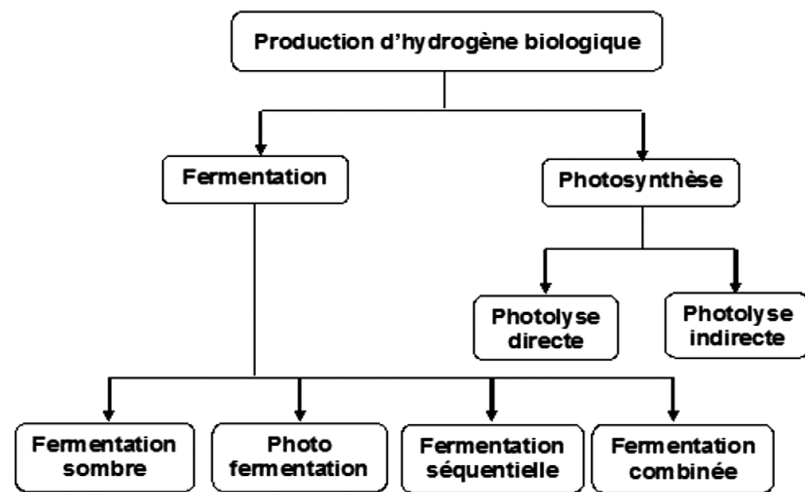 Production d'hydrogène biologique
Fermentation
Photosynthèse
Photolyse
directe
Photolyse
indirecte
Fermentation
sombre
Photo
fermentation
Fermentation
séquentielle
Fermentation
combinée